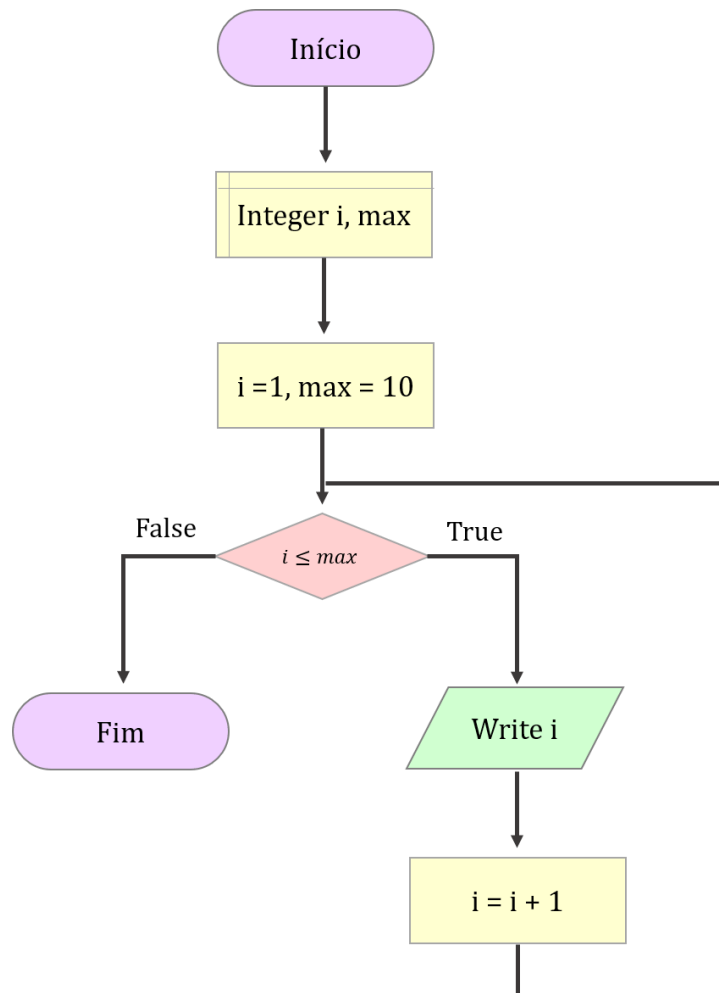 Início
Integer i, max
i =1, max = 10
False
True
i ≤ max
Fim
Write i
i = i + 1